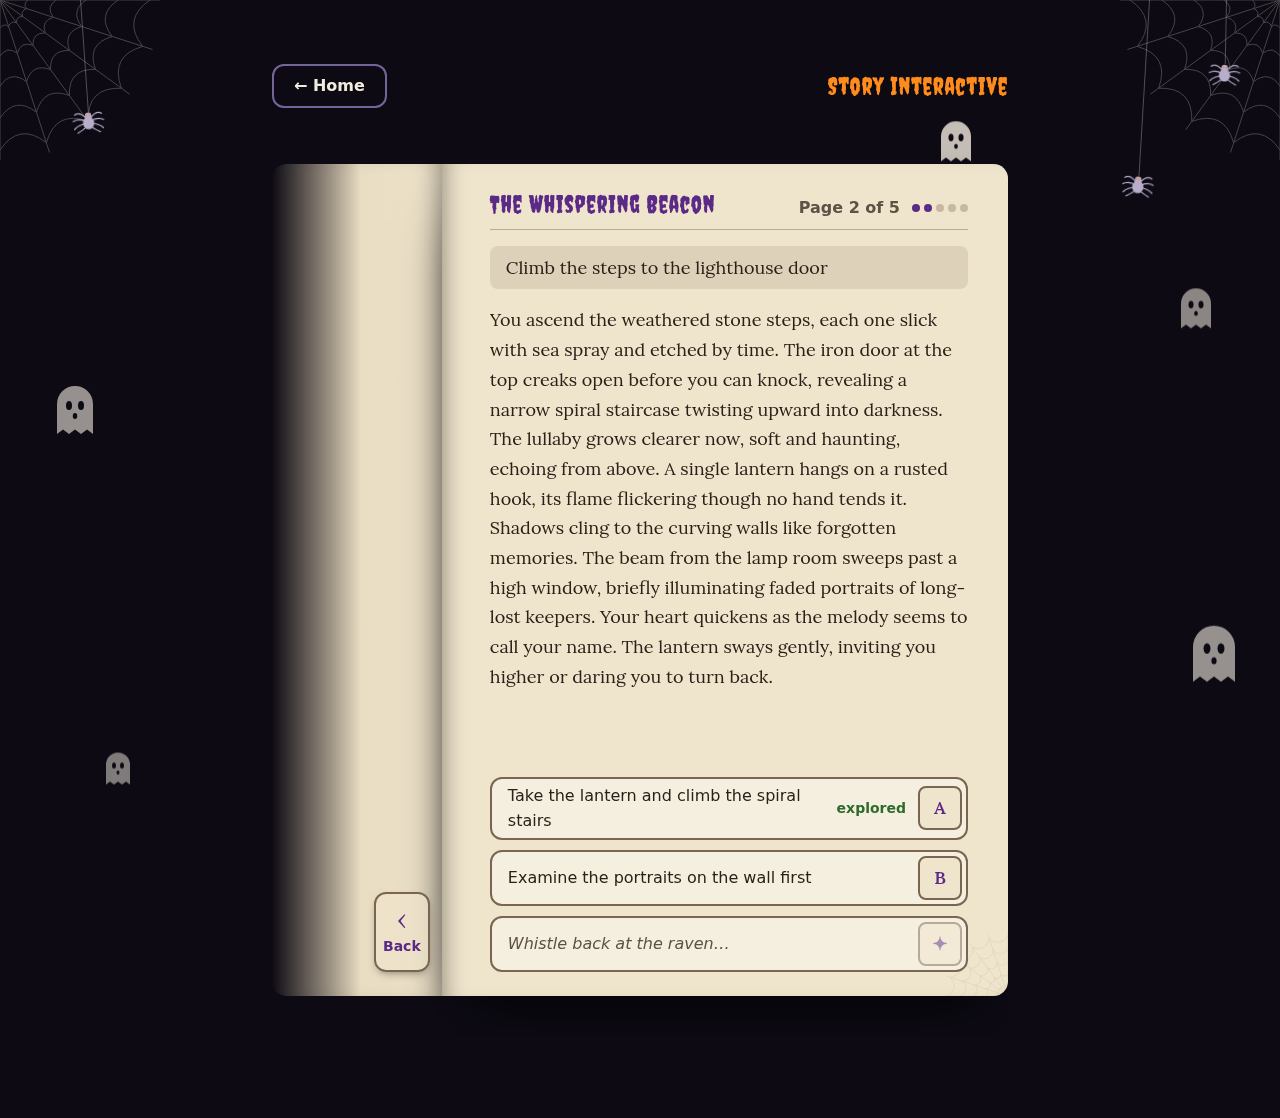 ← Home
STORY INTERACTIVE
THE WHISPERING BEACON
Page 2 of 5
Climb the steps to the lighthouse door
You ascend the weathered stone steps, each one slick
with sea spray and etched by time. The iron door at the
top creaks open before you can knock, revealing a
narrow spiral staircase twisting upward into darkness.
The lullaby grows clearer now, soft and haunting,
echoing from above. A single lantern hangs on a rusted
hook, its flame flickering though no hand tends it.
Shadows cling to the curving walls like forgotten
memories. The beam from the lamp room sweeps past a
high window, briefly illuminating faded portraits of long-
lost keepers. Your heart quickens as the melody seems to
call your name. The lantern sways gently, inviting you
higher or daring you to turn back.
Take the lantern and climb the spiral
stairs
explored
A
Examine the portraits on the wall first
B
Whistle back at the raven…
Back